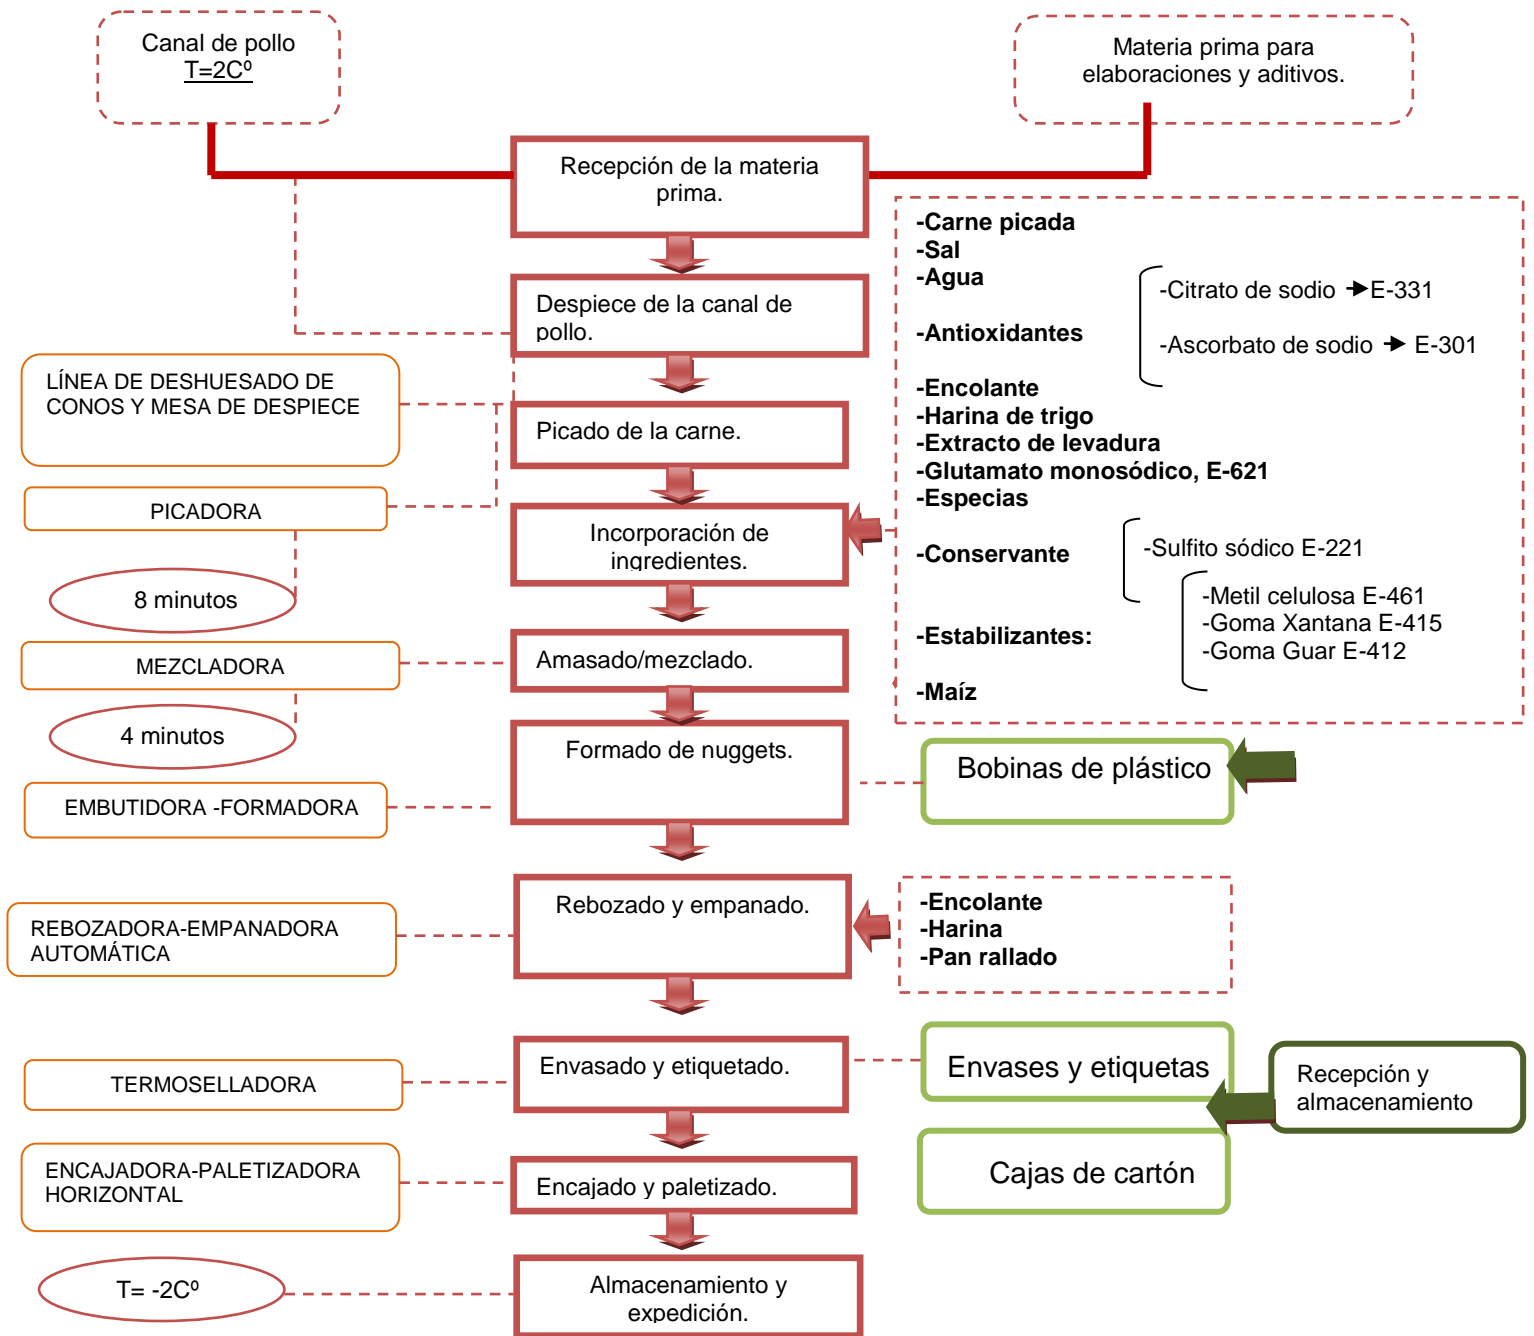 Canal de pollo
T=2Cº
Materia prima para
elaboraciones y aditivos.
Recepción de la materia
prima.
-Carne picada
-Sal
-Agua
-Antioxidantes
-Citrato de sodio → E-331
-Ascorbato de sodio → E-301
-Encolante
-Harina de trigo
-Extracto de levadura
-Glutamato monosódico, E-621
-Especias
-Conservante
-Sulfito sódico E-221
-Estabilizantes:
-Metil celulosa E-461
-Goma Xantana E-415
-Goma Guar E-412
-Maíz
Despiece de la canal de
pollo.
LÍNEA DE DESHUESADO DE
CONOS Y MESA DE DESPIECE
Picado de la carne.
PICADORA
Incorporación de
ingredientes.
8 minutos
MEZCLADORA
Amasado/mezclado.
4 minutos
Formado de nuggets.
Bobinas de plástico
EMBUTIDORA -FORMADORA
Rebozado y empanado.
-Encolante
-Harina
-Pan rallado
REBOZADORA-EMPANADORA
AUTOMÁTICA
Envasado y etiquetado.
Envases y etiquetas
Recepción y
almacenamiento
TERMOSELLADORA
Cajas de cartón
ENCAJADORA-PALETIZADORA
HORIZONTAL
Encajado y paletizado.
T= -2Cº
Almacenamiento y
expedición.